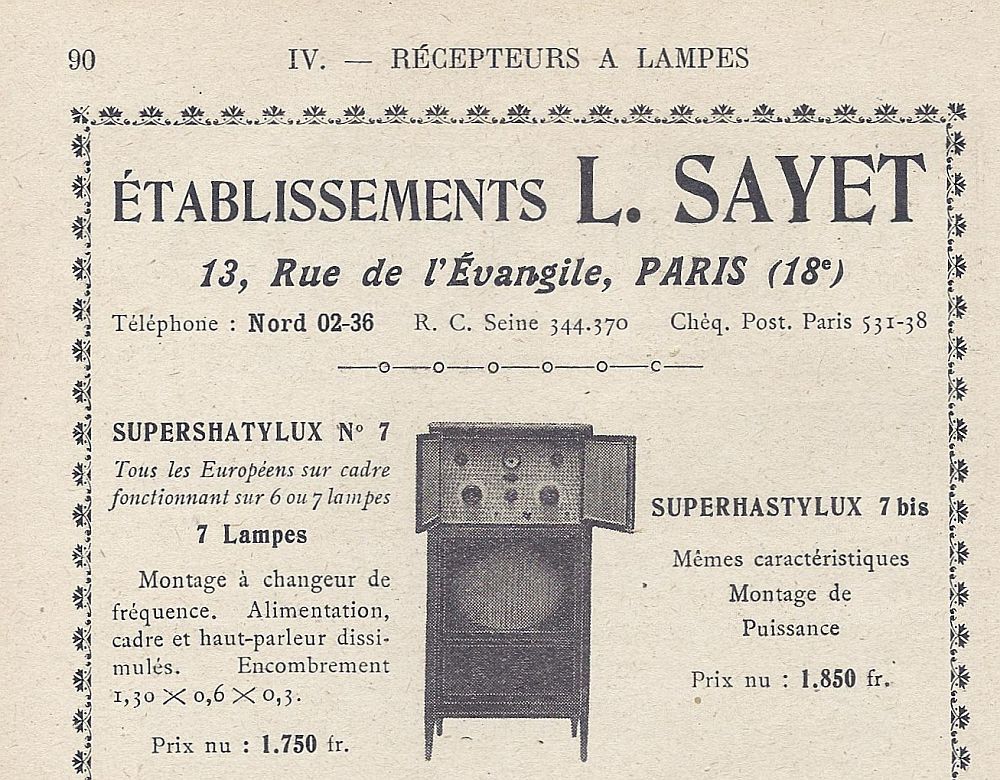 90
IV. — RÉCEPTEURS A LAMPES
ÉTABLISSEMENTS L. SAYET
13, Rue de l'Évangile, PARIS (18e)
Téléphone : Nord 02-36 R. C. Seine 344.370 Chèq. Post. Paris 531-38
SUPERSHATYLUX No 7
Tous les Européens sur cadre
fonctionnant sur 6 ou 7 lampes
7 Lampes
Montage à changeur de
fréquence. Alimentation,
cadre et haut-parleur dissi-
mulés. Encombrement
1,30 × 0,6 × 0,3.
Prix nu : 1.750 fr.
SUPERHASTYLUX 7 bis
Mêmes caractéristiques
Montage de
Puissance
Prix nu : 1.850 fr.